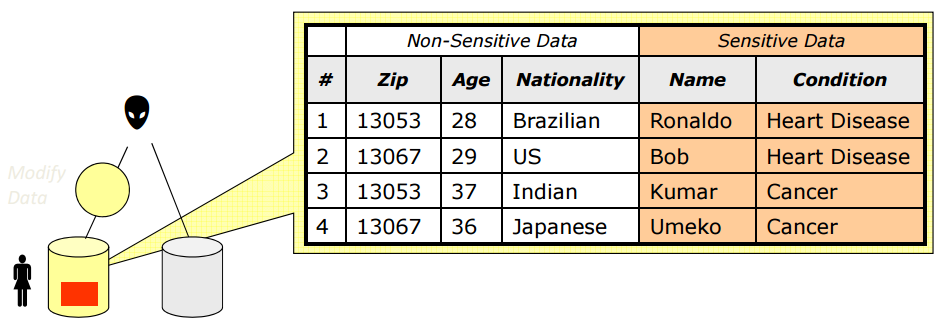 Modify
Data
Non-Sensitive Data Sensitive Data
# Zip Age Nationality Name Condition
1 13053 28 Brazilian Ronaldo Heart Disease
2 13067 29 US Bob Heart Disease
3 13053 37 Indian Kumar Cancer
4 13067 36 Japanese Umeko Cancer